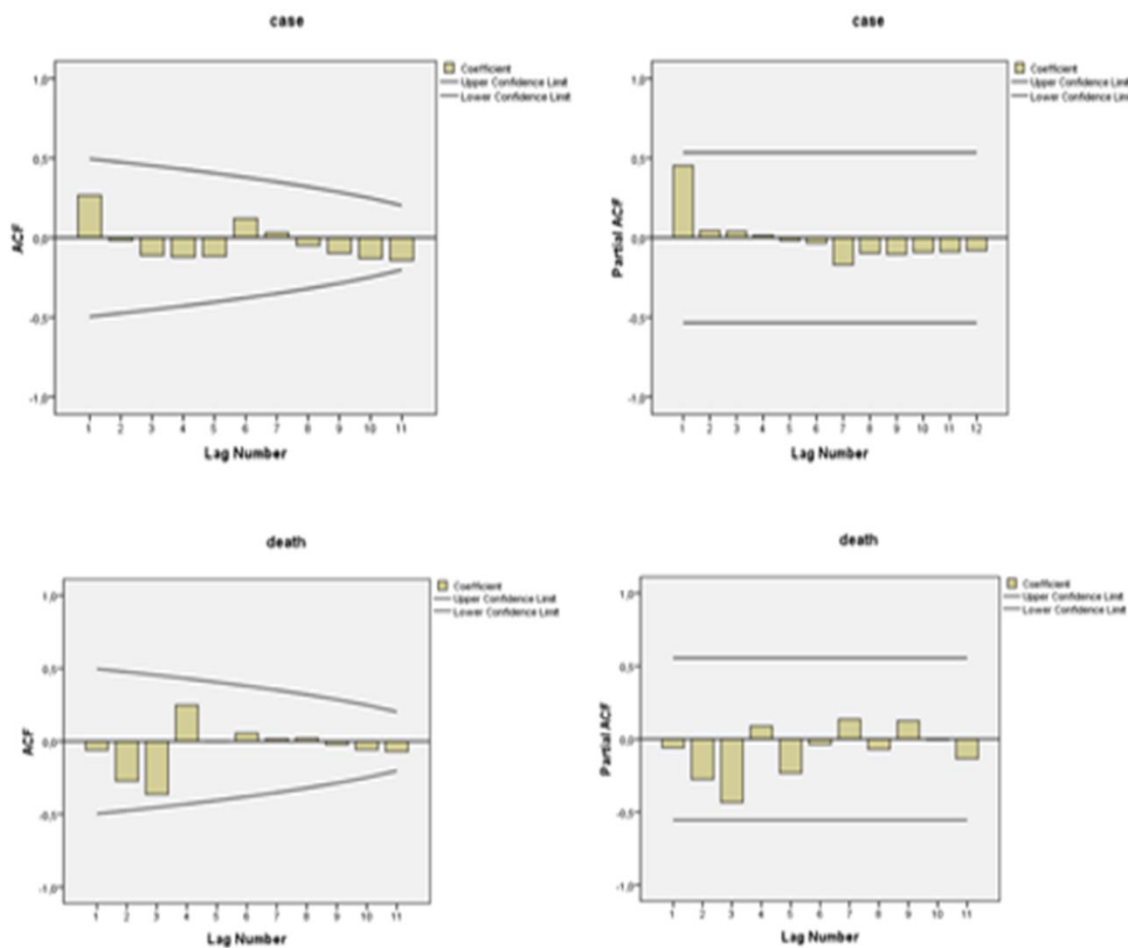 case
Coefficient
Upper Confidence Limit
Lower Confidence Limit
1,0
0,5
0,0
-0,5
-1,0
ACF
1 2 3 4 5 6 7 8 9 10 11
Lag Number
case
Coefficient
Upper Confidence Limit
Lower Confidence Lim
1,0
0,5
0,0
-0,5
-1,0
Partial ACF
1 2 3 4 5 6 7 8 9 10 11 12
Lag Number
death
Coefficient
Upper Confidence Limit
Lower Confidence Limit
1,0
0,5
0,0
-0,5
-1,0
ACF
1 2 3 4 5 6 7 8 9 10 11
Lag Number
death
Coefficient
Upper Confidence Limit
Lower Confidence Limit
1,0
0,5
0,0
-0,5
-1,0
Partial ACF
1 2 3 4 5 6 7 8 9 10 11
Lag Number